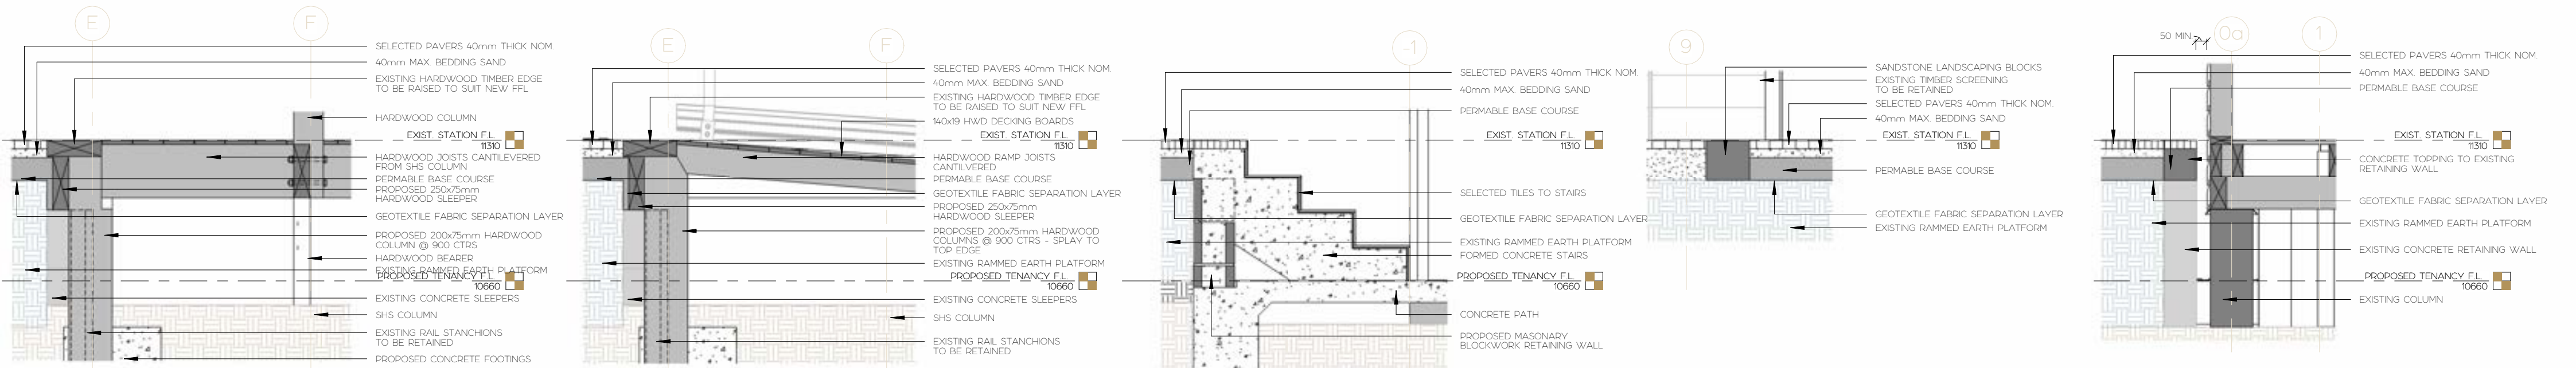 E
F
SELECTED PAVERS 40mm THICK NOM.
40mm MAX. BEDDING SAND
EXISTING HARDWOOD TIMBER EDGE
TO BE RAISED TO SUIT NEW FFL
HARDWOOD COLUMN
EXIST. STATION F.L.
11310
HARDWOOD JOISTS CANTILEVERED
FROM SHS COLUMN
PERMABLE BASE COURSE
PROPOSED 250x75mm
HARDWOOD SLEEPER
GEOTEXTILE FABRIC SEPARATION LAYER
PROPOSED 200x75mm HARDWOOD
COLUMN @ 900 CTRS
HARDWOOD BEARER
EXISTING RAMMED EARTH PLATFORM
PROPOSED TENANCY F.L.
10660
EXISTING CONCRETE SLEEPERS
SHS COLUMN
EXISTING RAIL STANCHIONS
TO BE RETAINED
PROPOSED CONCRETE FOOTINGS
E
F
SELECTED PAVERS 40mm THICK NOM.
40mm MAX. BEDDING SAND
EXISTING HARDWOOD TIMBER EDGE
TO BE RAISED TO SUIT NEW FFL
140x19 HWD DECKING BOARDS
EXIST. STATION F.L.
11310
HARDWOOD RAMP JOISTS
CANTILVERED
PERMABLE BASE COURSE
GEOTEXTILE FABRIC SEPARATION LAYER
PROPOSED 250x75mm
HARDWOOD SLEEPER
PROPOSED 200x75mm HARDWOOD
COLUMNS @ 900 CTRS - SPLAY TO
TOP EDGE
EXISTING RAMMED EARTH PLATFORM
PROPOSED TENANCY F.L.
10660
EXISTING CONCRETE SLEEPERS
SHS COLUMN
EXISTING RAIL STANCHIONS
TO BE RETAINED
-1
SELECTED PAVERS 40mm THICK NOM.
40mm MAX. BEDDING SAND
PERMABLE BASE COURSE
EXIST. STATION F.L.
11310
SELECTED TILES TO STAIRS
GEOTEXTILE FABRIC SEPARATION LAYER
EXISTING RAMMED EARTH PLATFORM
FORMED CONCRETE STAIRS
PROPOSED TENANCY F.L.
10660
CONCRETE PATH
PROPOSED MASONARY
BLOCKWORK RETAINING WALL
9
SANDSTONE LANDSCAPING BLOCKS
EXISTING TIMBER SCREENING
TO BE RETAINED
SELECTED PAVERS 40mm THICK NOM
40mm MAX. BEDDING SAND
EXIST. STATION F.L.
11310
PERMABLE BASE COURSE
GEOTEXTILE FABRIC SEPARATION LAYER
EXISTING RAMMED EARTH PLATFORM
50 MIN
0a
1
SELECTED PAVERS 40mm THICK NOM.
40mm MAX. BEDDING SAND
PERMABLE BASE COURSE
EXIST. STATION F.L.
11310
CONCRETE TOPPING TO EXISTING
RETAINING WALL
GEOTEXTILE FABRIC SEPARATION LAYER
EXISTING RAMMED EARTH PLATFORM
EXISTING CONCRETE RETAINING WALL
PROPOSED TENANCY F.L.
10660
EXISTING COLUMN